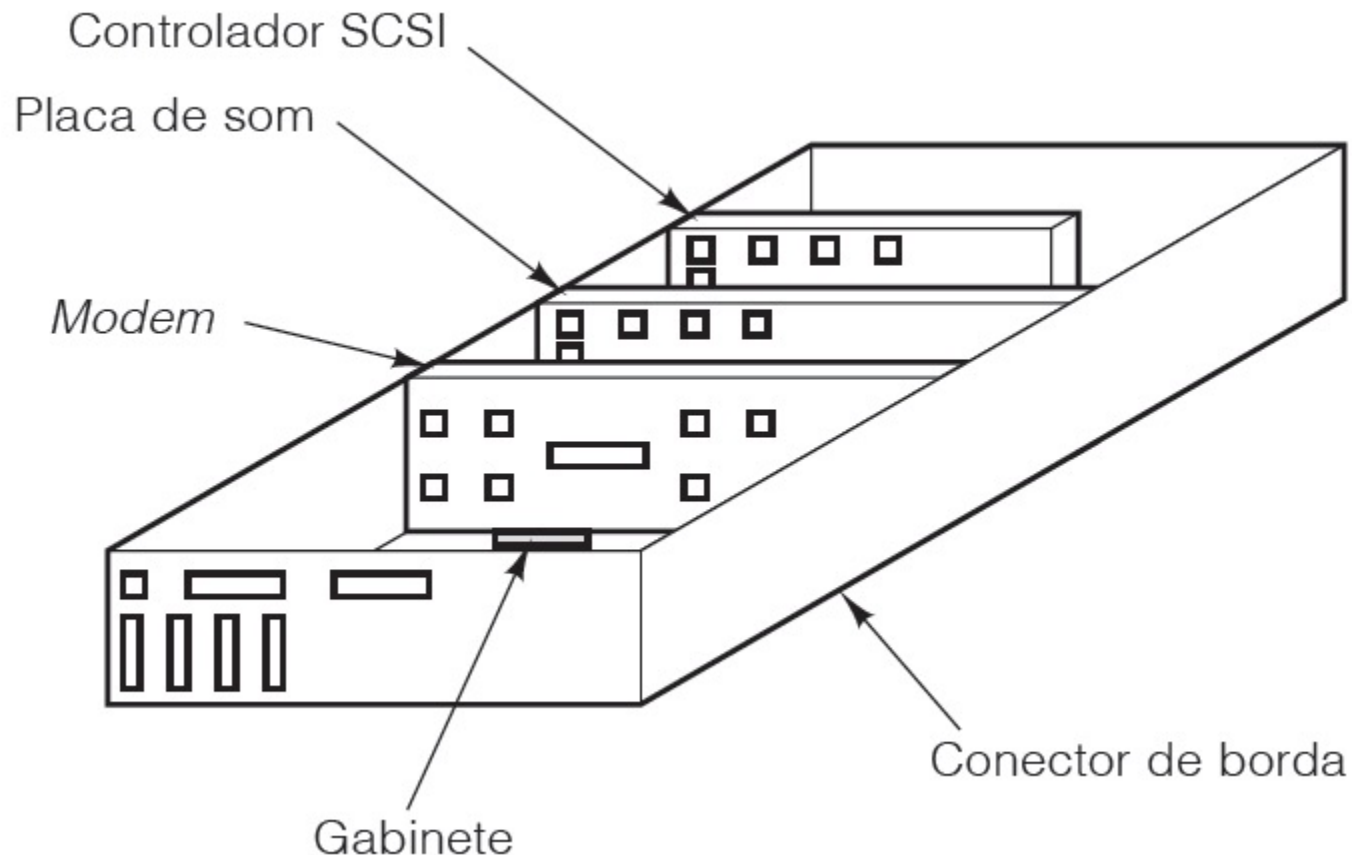 Controlador SCSI
Placa de som
Modem
Conector de borda
Gabinete